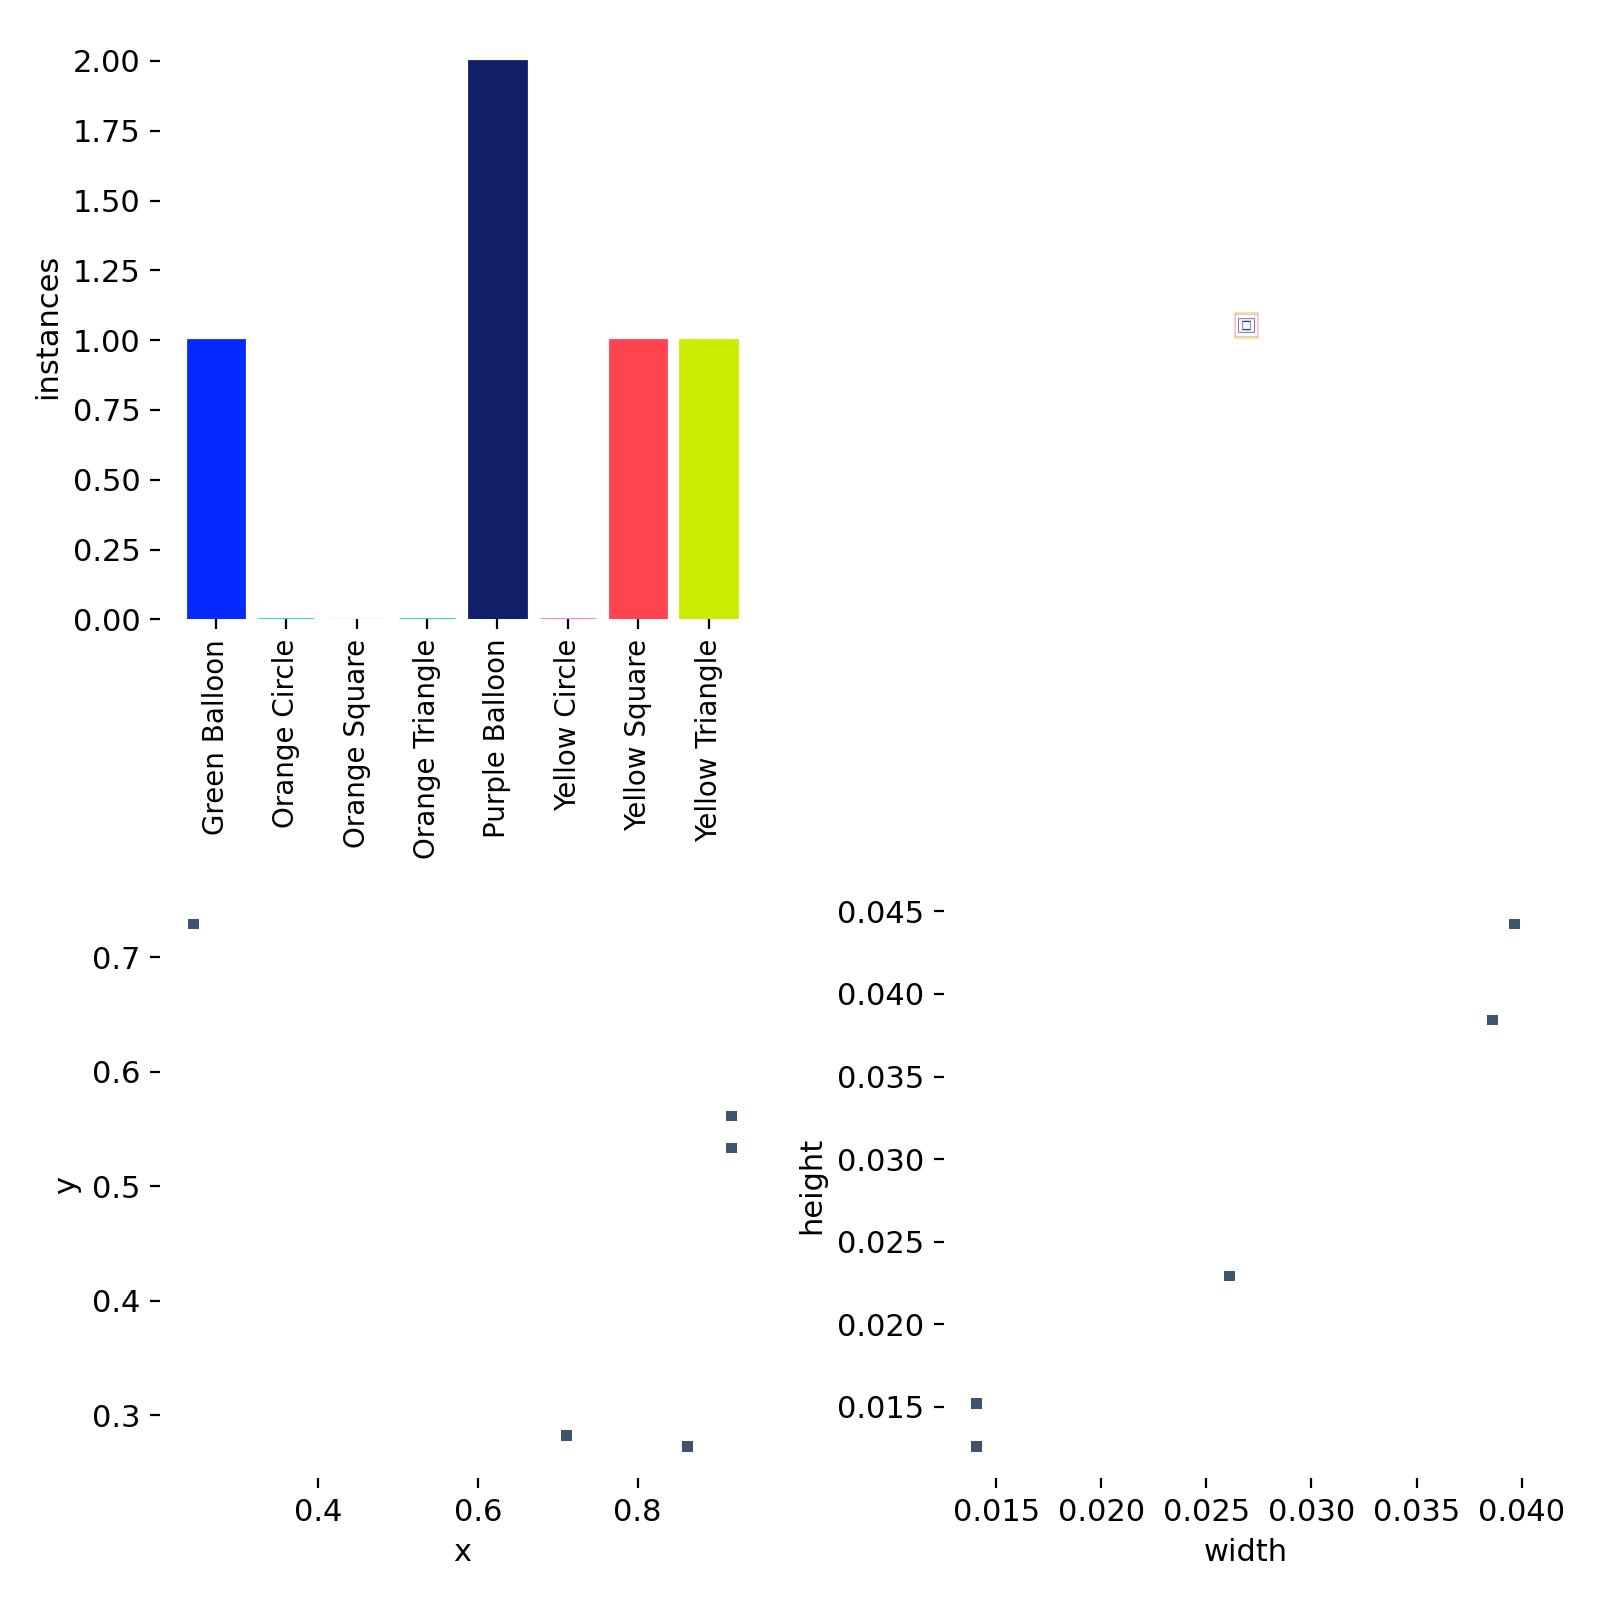 instances
2.00
1.75
1.50
1.25
1.00
0.75
0.50
0.25
0.00
Green Balloon
Orange Circle
Orange Square
Orange Triangle
Purple Balloon
Yellow Circle
Yellow Square
Yellow Triangle
y
0.7
0.6
0.5
0.4
0.3
0.4 0.6 0.8
x
height
0.045
0.040
0.035
0.030
0.025
0.020
0.015
0.015 0.020 0.025 0.030 0.035 0.040
width